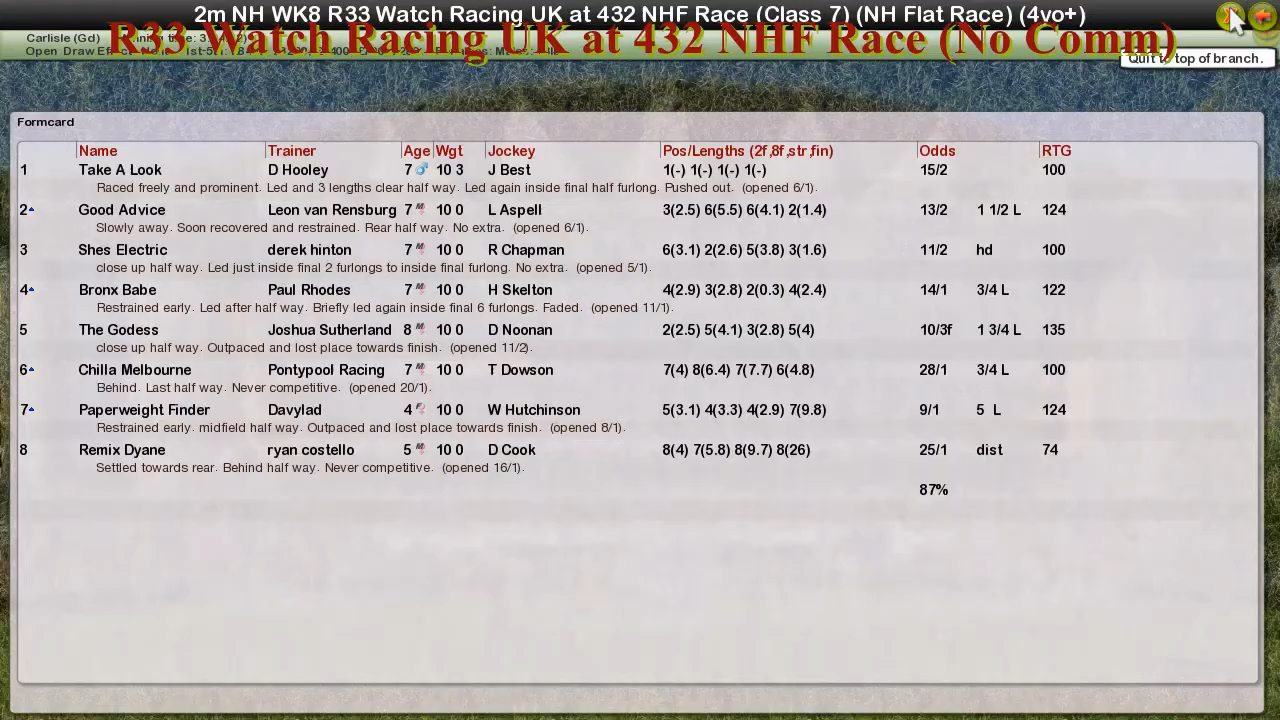 2m NH WK8 R33 Watch Racing UK at 432 NHF Race (Class 7) (NH Flat Race) (4vo+)
R33 Watch Racing UK at 432 NHF Race (No Comm)
Carlisle (Gd)
Quit to top of branch.
Formcard
Name Trainer Age Wgt Jockey Pos/Lengths (2f,8f,str,fin) Odds RTG
1 Take A Look D Hooley 7 10 3 J Best 1(-) 1(-) 1(-) 1(-) 15/2 100
Raced freely and prominent. Led and 3 lengths clear half way. Led again inside final half furlong. Pushed out. (opened 6/1).
2 Good Advice Leon van Rensburg 7 10 0 L Aspell 3(2.5) 6(5.5) 6(4.1) 2(1.4) 13/2 1 1/2 L 124
Slowly away. Soon recovered and restrained. Rear half way. No extra. (opened 6/1).
3 Shes Electric derek hinton 7 10 0 R Chapman 6(3.1) 2(2.6) 5(3.8) 3(1.6) 11/2 hd 100
close up half way. Led just inside final 2 furlongs to inside final furlong. No extra. (opened 5/1).
4 Bronx Babe Paul Rhodes 7 10 0 H Skelton 4(2.9) 3(2.8) 2(0.3) 4(2.4) 14/1 3/4 L 122
Restrained early. Led after half way. Briefly led again inside final 6 furlongs. Faded. (opened 11/1).
5 The Godess Joshua Sutherland 8 10 0 D Noonan 2(2.5) 5(4.1) 3(2.8) 5(4) 10/3f 1 3/4 L 135
close up half way. Outpaced and lost place towards finish. (opened 11/2).
6 Chilla Melbourne Pontypool Racing 7 10 0 T Dowson 7(4) 8(6.4) 7(7.7) 6(4.8) 28/1 3/4 L 100
Behind. Last half way. Never competitive. (opened 20/1).
7 Paperweight Finder Davylad 4 10 0 W Hutchinson 5(3.1) 4(3.3) 4(2.9) 7(9.8) 9/1 5 L 124
Restrained early. midfield half way. Outpaced and lost place towards finish. (opened 8/1).
8 Remix Dyane ryan costello 5 10 0 D Cook 8(4) 7(5.8) 8(9.7) 8(26) 25/1 dist 74
Settled towards rear. Behind half way. Never competitive. (opened 16/1).
87%